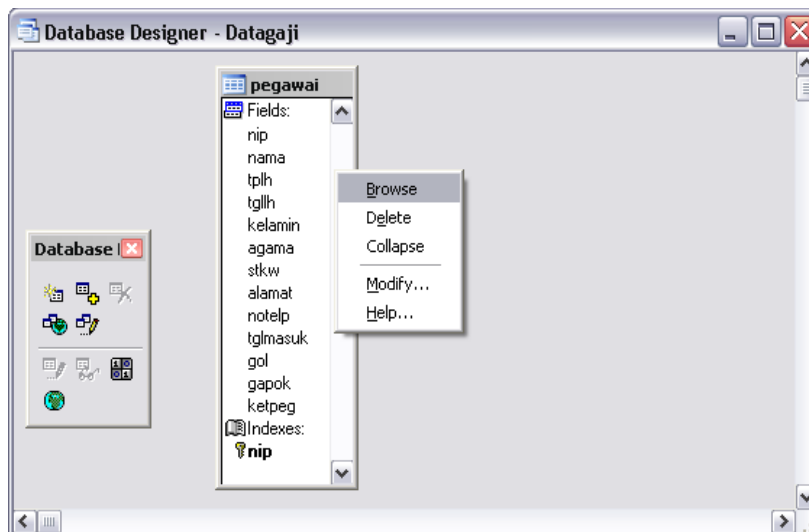 Database Designer - Datagaji
pegawai
Fields:
nip
nama
tplh
tgllh
kelamin
agama
stkw
alamat
notelp
tglmasuk
gol
gapok
ketpeg
Indexes:
nip
Browse
Delete
Collapse
Modify...
Help...
Database